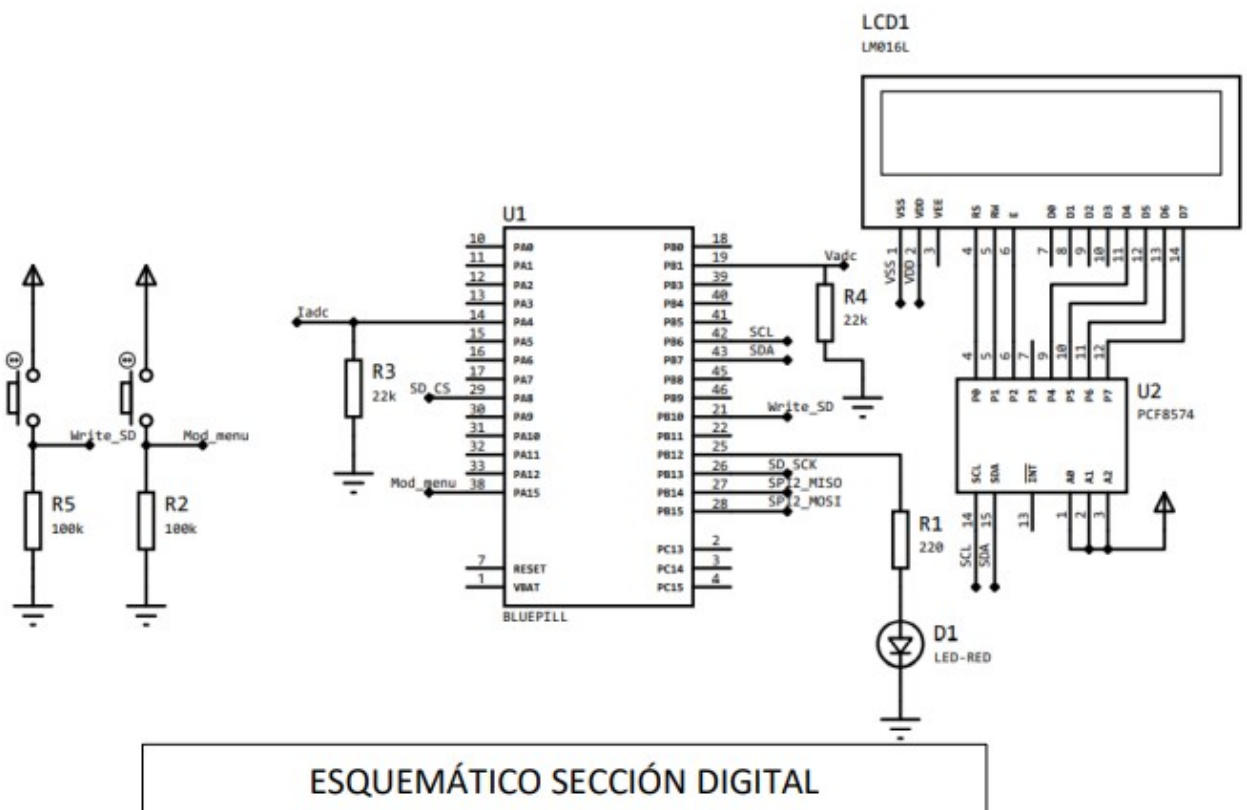 LCD1
LM016L
VSS
VDD
VEE
RS
RW
E
D0
D1
D2
D3
D4
D5
D6
D7
1
2
3
4
5
6
7
8
9
10
11
12
13
14
VSS
VDD
U1
10 PA0
11 PA1
12 PA2
13 PA3
14 PA4
15 PA5
16 PA6
17 PA7
29 PA8
30 PA9
31 PA10
32 PA11
33 PA12
38 PA15
7 RESET
1 VBAT
PB0 18
PB1 19
PB3 39
PB4 40
PB5 41
PB6 42
PB7 43
PB8 45
PB9 46
PB10 21
PB11 22
PB12 25
PB13 26
PB14 27
PB15 28
PC13 2
PC14 3
PC15 4
BLUEPILL
Iadc
R3
22k
SD_CS
Mod_menu
Vadc
R4
22k
SCL
SDA
Write_SD
SD_SCK
SPI2_MISO
SPI2_MOSI
Write_SD
Mod_menu
R5
100k
R2
100k
R1
220
D1
LED-RED
4
5
6
7
9
10
11
12
P0
P1
P2
P3
P4
P5
P6
P7
U2
PCF8574
SCL
SDA
INT
A0
A1
A2
14
15
13
1
2
3
SCL
SDA
ESQUEMÁTICO SECCIÓN DIGITAL